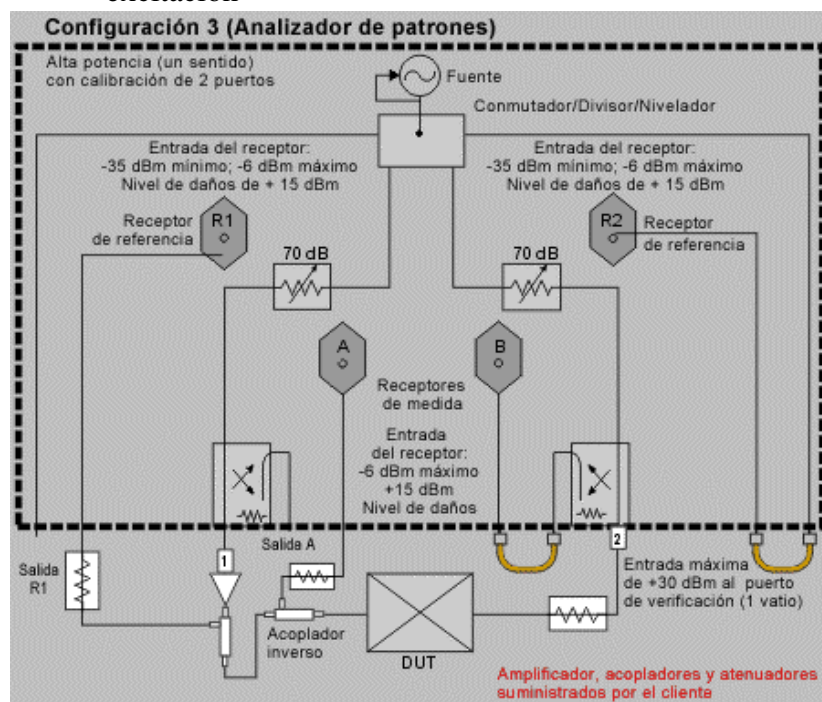 excitación
Configuración 3 (Analizador de patrones)
Alta potencia (un sentido)
con calibración de 2 puertos
Fuente
Conmutador/Divisor/Nivelador
Entrada del receptor:
-35 dBm mínimo; -6 dBm máximo
Nivel de daños de + 15 dBm
Entrada del receptor:
-35 dBm mínimo; -6 dBm máximo
Nivel de daños de + 15 dBm
Receptor
de referencia
R1
R2
Receptor
de referencia
70 dB
70 dB
A
B
Receptores
de medida
Entrada
del receptor:
-6 dBm máximo
+15 dBm
Nivel de daños
Salida
R1
1
Salida A
2
Entrada máxima
de +30 dBm al puerto
de verificación (1 vatio)
Acoplador
inverso
DUT
Amplificador, acopladores y atenuadores
suministrados por el cliente